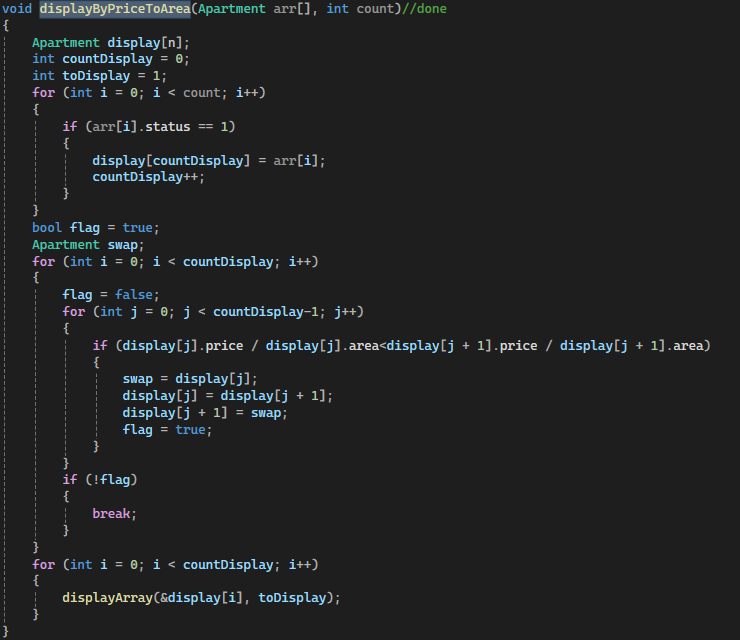 void displayByPriceToArea(Apartment arr[], int count)//done
{
    Apartment display[n];
    int countDisplay = 0;
    int toDisplay = 1;
    for (int i = 0; i < count; i++)
    {
        if (arr[i].status == 1)
        {
            display[countDisplay] = arr[i];
            countDisplay++;
        }
    }
    bool flag = true;
    Apartment swap;
    for (int i = 0; i < countDisplay; i++)
    {
        flag = false;
        for (int j = 0; j < countDisplay-1; j++)
        {
            if (display[j].price / display[j].area<display[j + 1].price / display[j + 1].area)
            {
                swap = display[j];
                display[j] = display[j + 1];
                display[j + 1] = swap;
                flag = true;
            }
        }
        if (!flag)
        {
            break;
        }
    }
    for (int i = 0; i < countDisplay; i++)
    {
        displayArray(&display[i], toDisplay);
    }
}